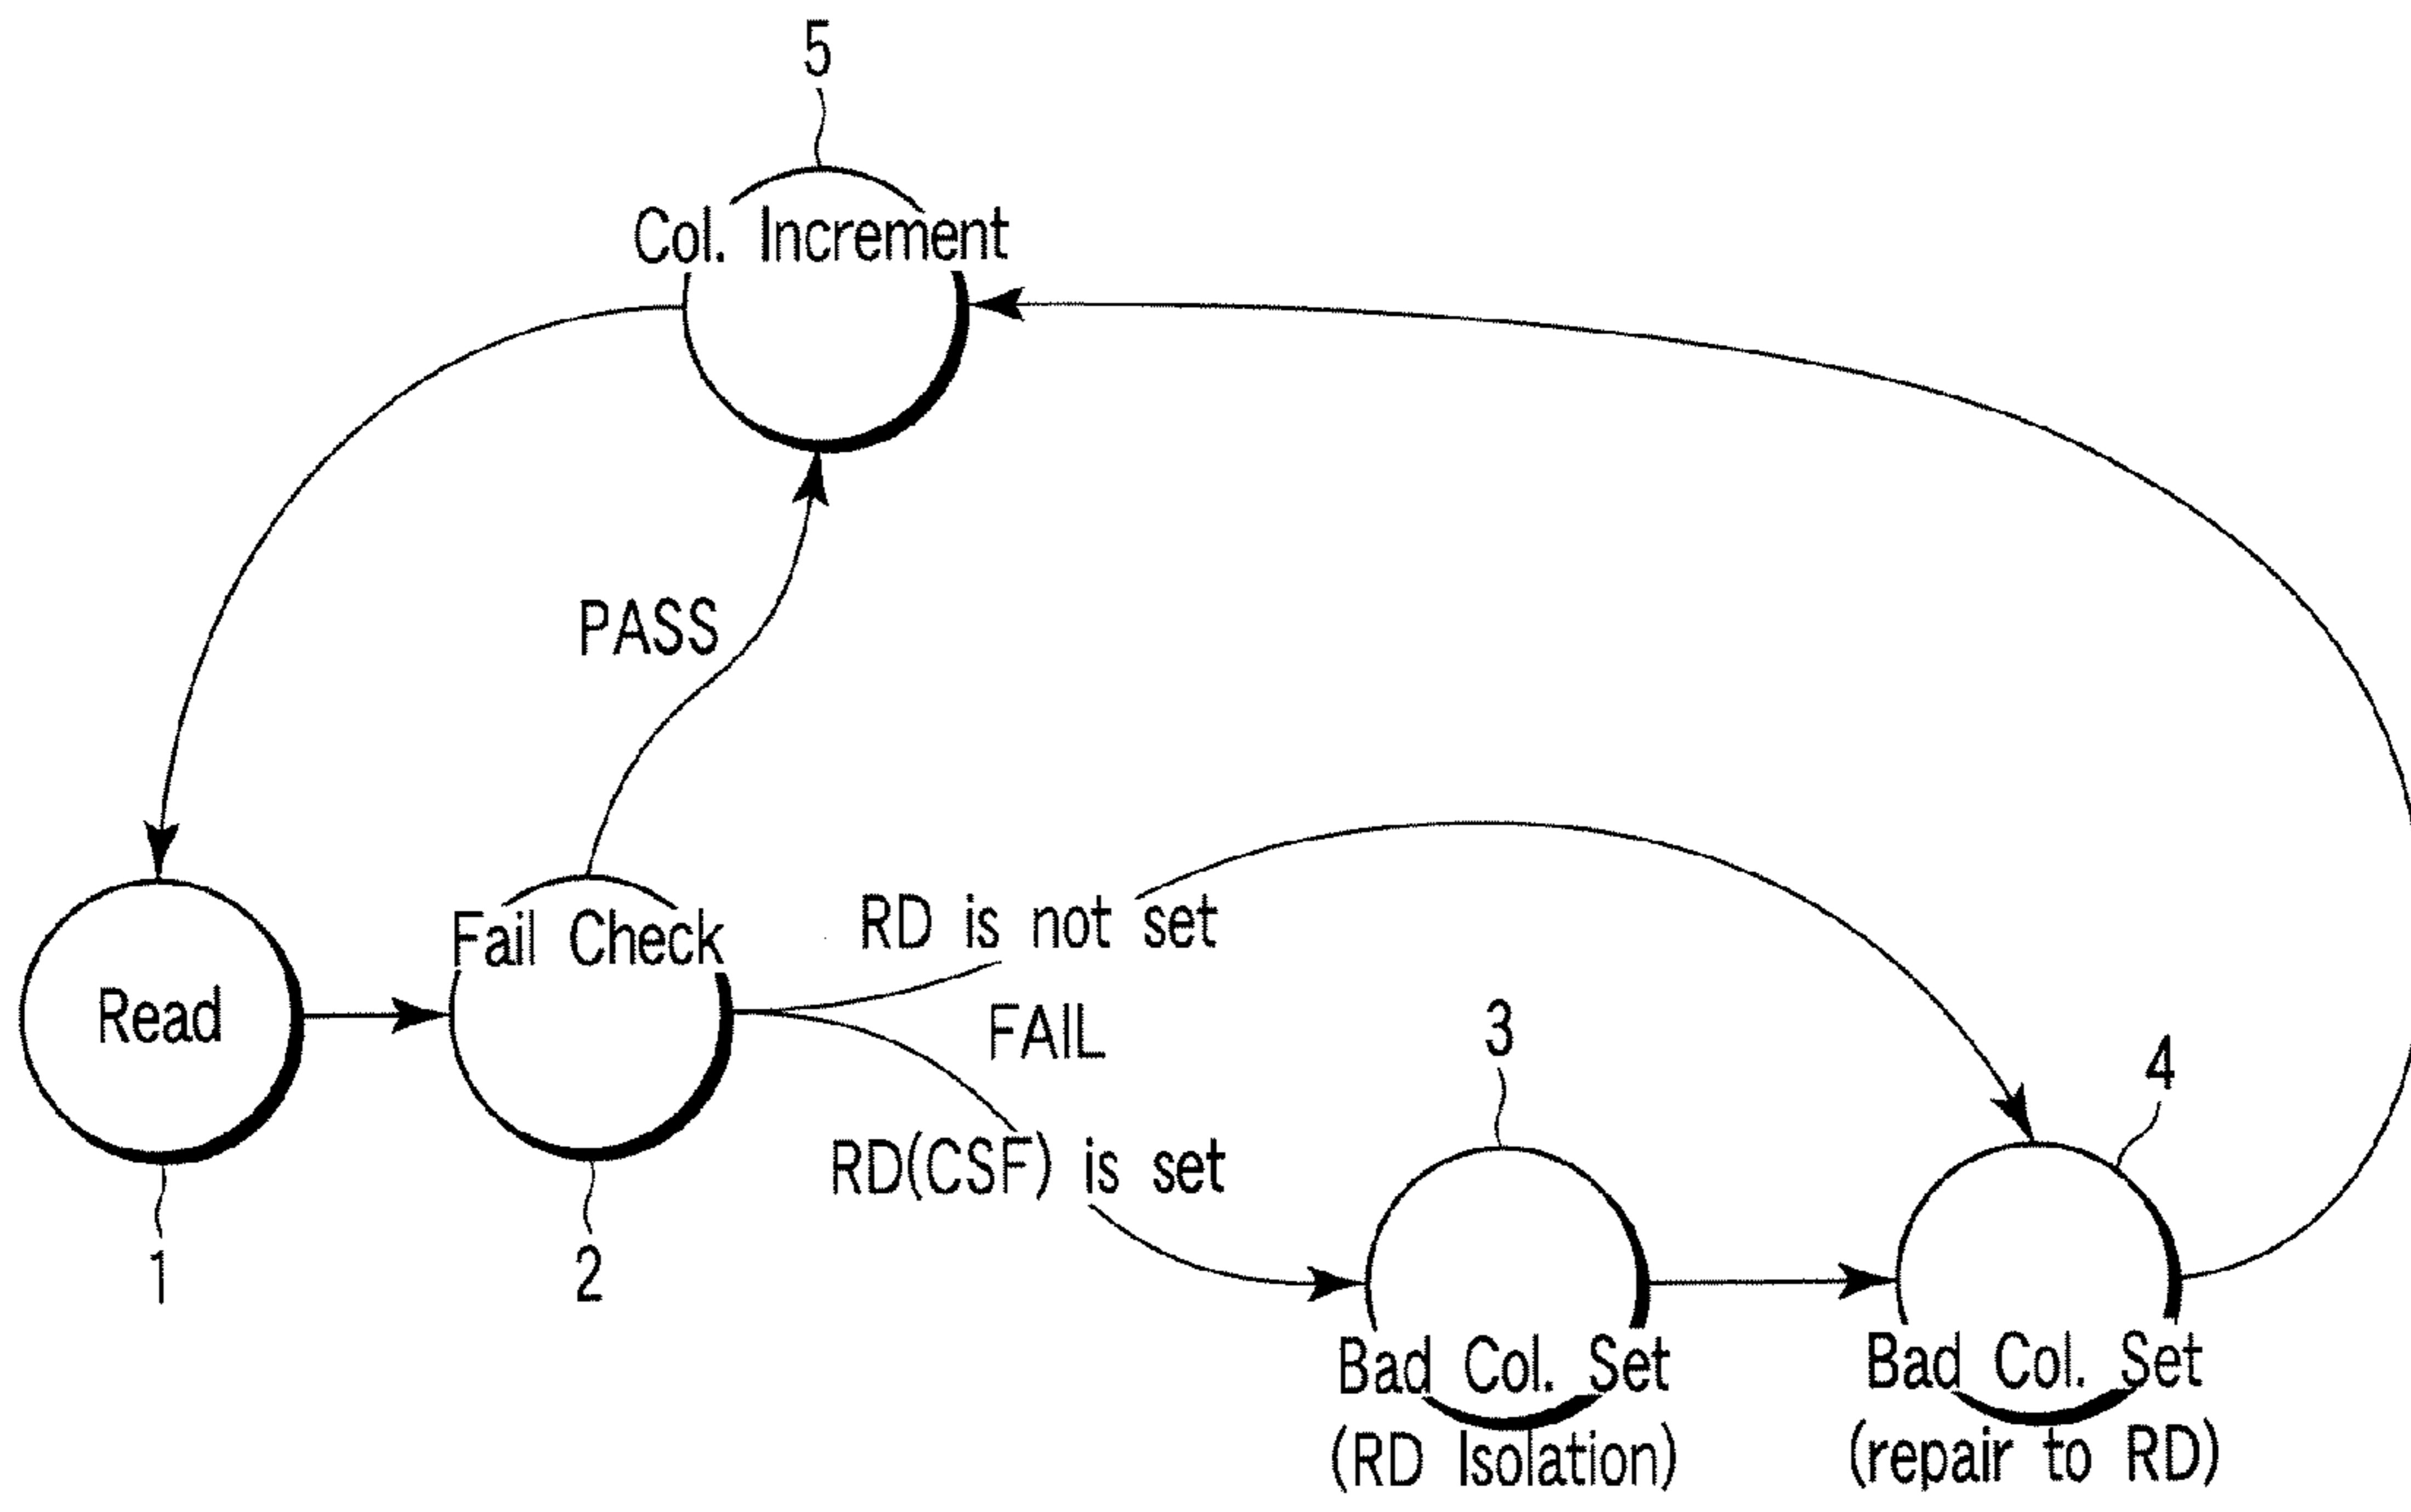 5
Col. Increment
PASS
RD is not set
Fail Check
Read
FAIL
3
4
RD(CSF) is set
1
2
Bad Col. Set
(RD Isolation)
Bad Col. Set
(repair to RD)